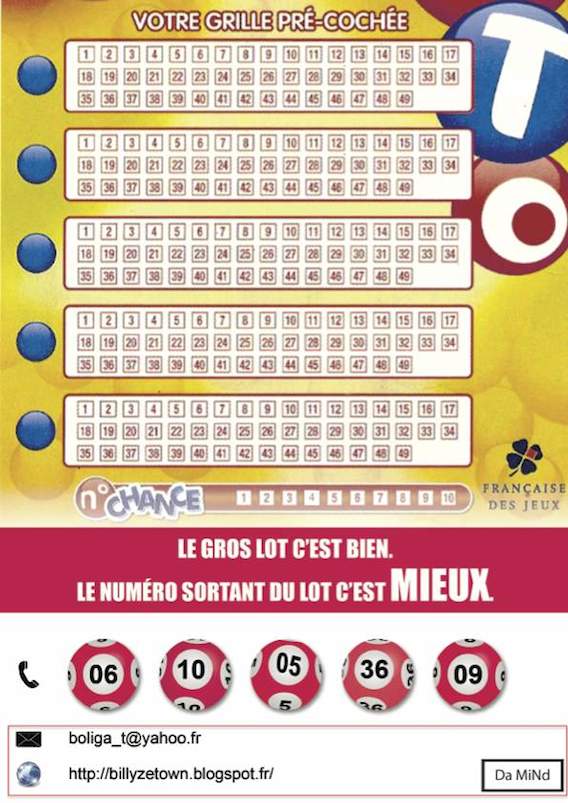 VOTRE GRILLE PRÉ-COCHÉE
1 2 3 4 5 6 7 8 9 10 11 12 13 14 15 16 17
18 19 20 21 22 23 24 25 26 27 28 29 30 31 32 33 34
35 36 37 38 39 40 41 42 43 44 45 46 47 48 49
1 2 3 4 5 6 7 8 9 10 11 12 13 14 15 16 17
18 19 20 21 22 23 24 25 26 27 28 29 30 31 32 33 34
35 36 37 38 39 40 41 42 43 44 45 46 47 48 49
T
1 2 3 4 5 6 7 8 9 10 11 12 13 14 15 16 17
18 19 20 21 22 23 24 25 26 27 28 29 30 31 32 33 34
35 36 37 38 39 40 41 42 43 44 45 46 47 48 49
O
1 2 3 4 5 6 7 8 9 10 11 12 13 14 15 16 17
18 19 20 21 22 23 24 25 26 27 28 29 30 31 32 33 34
35 36 37 38 39 40 41 42 43 44 45 46 47 48 49
1 2 3 4 5 6 7 8 9 10 11 12 13 14 15 16 17
18 19 20 21 22 23 24 25 26 27 28 29 30 31 32 33 34
35 36 37 38 39 40 41 42 43 44 45 46 47 48 49
n° CHANCE 1 2 3 4 5 6 7 8 9 10
FRANÇAISE
DES JEUX
LE GROS LOT C'EST BIEN.
LE NUMÉRO SORTANT DU LOT C'EST MIEUX.
06 10 05 36 09
10 5 36
boliga_t@yahoo.fr
http://billyzetown.blogspot.fr/
Da MiNd